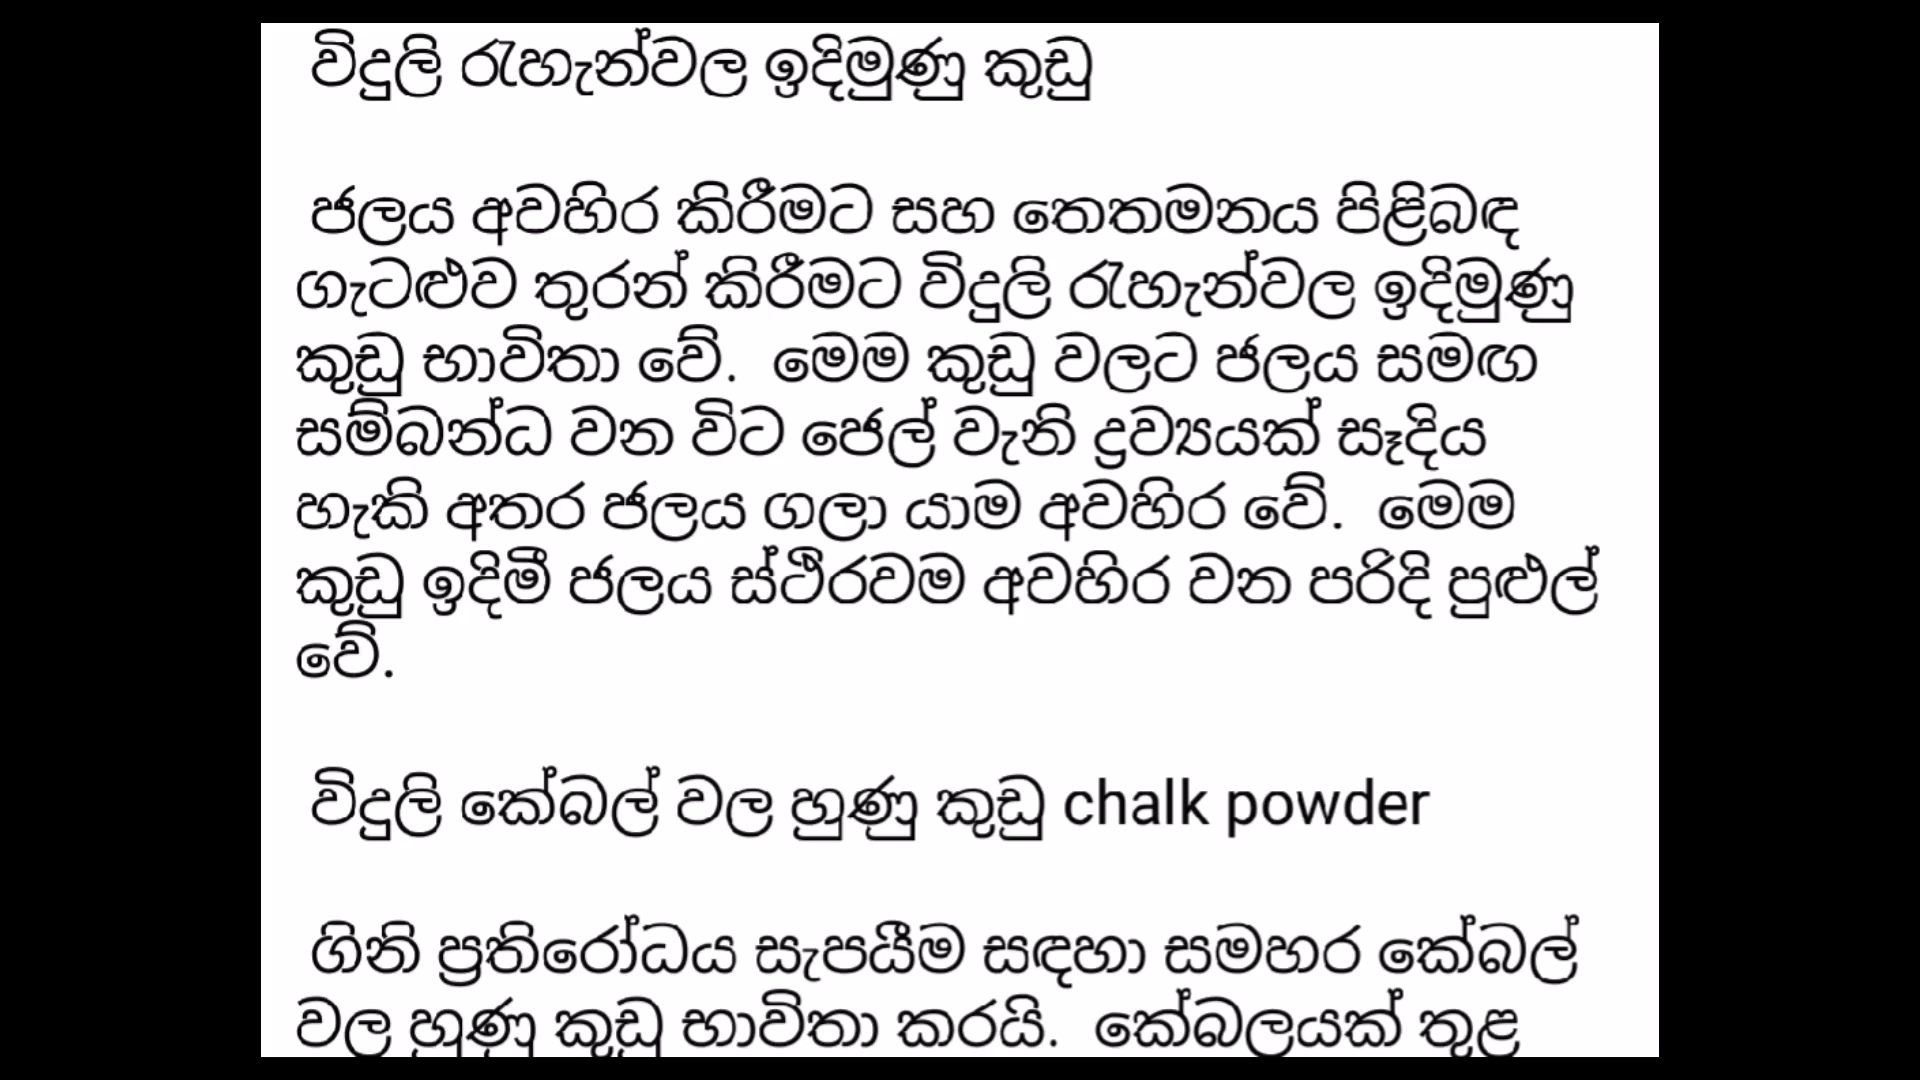 විදුලි රැහැන්වල ඉදිමුණු කුඩු
ජලය අවහිර කිරීමට සහ තෙතමනය පිළිබඳ
ගැටළුව තුරන් කිරීමට විදුලි රැහැන්වල ඉදිමුණු
කුඩු භාවිතා වේ. මෙම කුඩු වලට ජලය සමඟ
සම්බන්ධ වන විට ජෙල් වැනි ද්‍රව්‍යයක් සෑදිය
හැකි අතර ජලය ගලා යාම අවහිර වේ. මෙම
කුඩු ඉදිමී ජලය ස්ථිරවම අවහිර වන පරිදි පුළුල්
වේ.
විදුලි කේබල් වල හුණු කුඩු chalk powder
ගිනි ප්‍රතිරෝධය සැපයීම සඳහා සමහර කේබල්
වල හුණු කුඩු භාවිතා කරයි. කේබලයක් තුළ